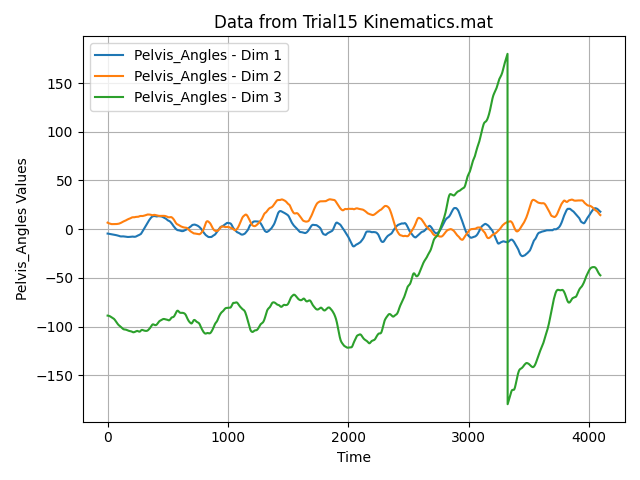 Data from Trial15 Kinematics.mat
Pelvis_Angles - Dim 1
Pelvis_Angles - Dim 2
Pelvis_Angles - Dim 3
Pelvis_Angles Values
150
100
50
0
−50
−100
−150
0 1000 2000 3000 4000
Time